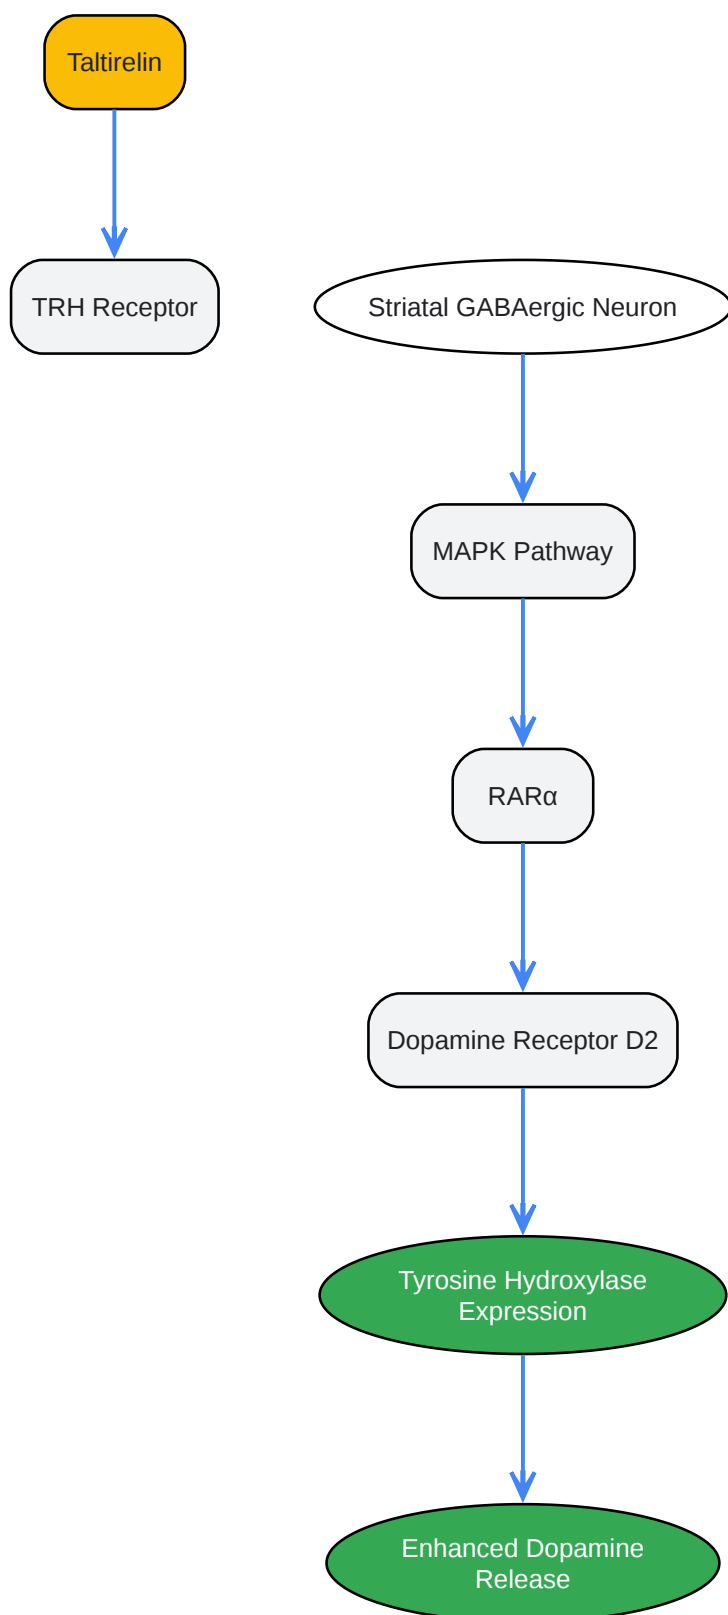 Taltirelin
TRH Receptor
Striatal GABAergic Neuron
MAPK Pathway
RARα
Dopamine Receptor D2
Tyrosine Hydroxylase
Expression
Enhanced Dopamine
Release